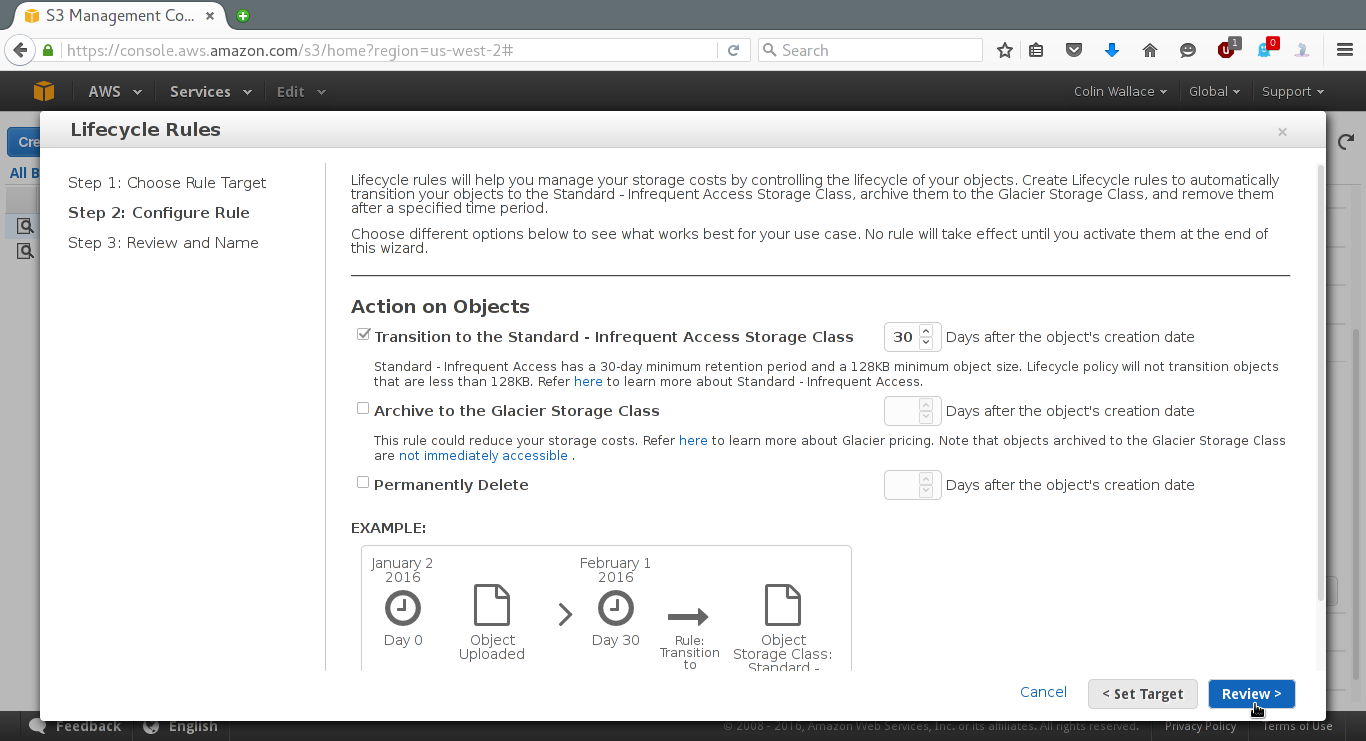 S3 Management Co...
https://console.aws.amazon.com/s3/home?region=us-west-2#
Search
1
0
AWS
Services
Edit
Colin Wallace
Global
Support
Cre
All B
Lifecycle Rules
Step 1: Choose Rule Target
Step 2: Configure Rule
Step 3: Review and Name
Lifecycle rules will help you manage your storage costs by controlling the lifecycle of your objects. Create Lifecycle rules to automatically
transition your objects to the Standard - Infrequent Access Storage Class, archive them to the Glacier Storage Class, and remove them
after a specified time period.
Choose different options below to see what works best for your use case. No rule will take effect until you activate them at the end of
this wizard.
Action on Objects
Transition to the Standard - Infrequent Access Storage Class 30 Days after the object's creation date
Standard - Infrequent Access has a 30-day minimum retention period and a 128KB minimum object size. Lifecycle policy will not transition objects
that are less than 128KB. Refer here to learn more about Standard - Infrequent Access.
Archive to the Glacier Storage Class Days after the object's creation date
This rule could reduce your storage costs. Refer here to learn more about Glacier pricing. Note that objects archived to the Glacier Storage Class
are not immediately accessible .
Permanently Delete Days after the object's creation date
EXAMPLE:
January 2
2016
Day 0
Object
Uploaded
February 1
2016
Day 30
Rule:
Transition
to
Object
Storage Class:
Standard -
Cancel
< Set Target
Review >
Feedback
English
© 2008 - 2016, Amazon Web Services, Inc. or its affiliates. All rights reserved.
Privacy Policy
Terms of Use